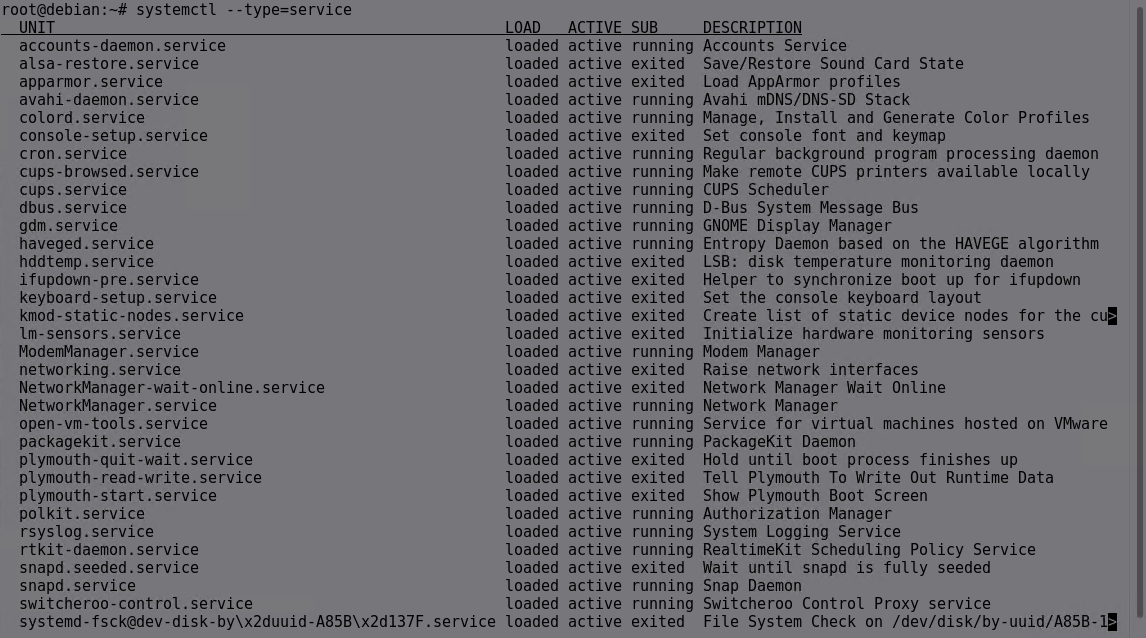 root@debian:~# systemctl --type=service
UNIT LOAD ACTIVE SUB DESCRIPTION
accounts-daemon.service loaded active running Accounts Service
alsa-restore.service loaded active exited Save/Restore Sound Card State
apparmor.service loaded active exited Load AppArmor profiles
avahi-daemon.service loaded active running Avahi mDNS/DNS-SD Stack
colord.service loaded active running Manage, Install and Generate Color Profiles
console-setup.service loaded active exited Set console font and keymap
cron.service loaded active running Regular background program processing daemon
cups-browsed.service loaded active running Make remote CUPS printers available locally
cups.service loaded active running CUPS Scheduler
dbus.service loaded active running D-Bus System Message Bus
gdm.service loaded active running GNOME Display Manager
haveged.service loaded active running Entropy Daemon based on the HAVEGE algorithm
hddtemp.service loaded active exited LSB: disk temperature monitoring daemon
ifupdown-pre.service loaded active exited Helper to synchronize boot up for ifupdown
keyboard-setup.service loaded active exited Set the console keyboard layout
kmod-static-nodes.service loaded active exited Create list of static device nodes for the cu>
lm-sensors.service loaded active exited Initialize hardware monitoring sensors
ModemManager.service loaded active running Modem Manager
networking.service loaded active exited Raise network interfaces
NetworkManager-wait-online.service loaded active exited Network Manager Wait Online
NetworkManager.service loaded active running Network Manager
open-vm-tools.service loaded active running Service for virtual machines hosted on VMware
packagekit.service loaded active running PackageKit Daemon
plymouth-quit-wait.service loaded active exited Hold until boot process finishes up
plymouth-read-write.service loaded active exited Tell Plymouth To Write Out Runtime Data
plymouth-start.service loaded active exited Show Plymouth Boot Screen
polkit.service loaded active running Authorization Manager
rsyslog.service loaded active running System Logging Service
rtkit-daemon.service loaded active running RealtimeKit Scheduling Policy Service
snapd.seeded.service loaded active exited Wait until snapd is fully seeded
snapd.service loaded active running Snap Daemon
switcheroo-control.service loaded active running Switcheroo Control Proxy service
systemd-fsck@dev-disk-by\x2duuid-A85B\x2d137F.service loaded active exited File System Check on /dev/disk/by-uuid/A85B-1>